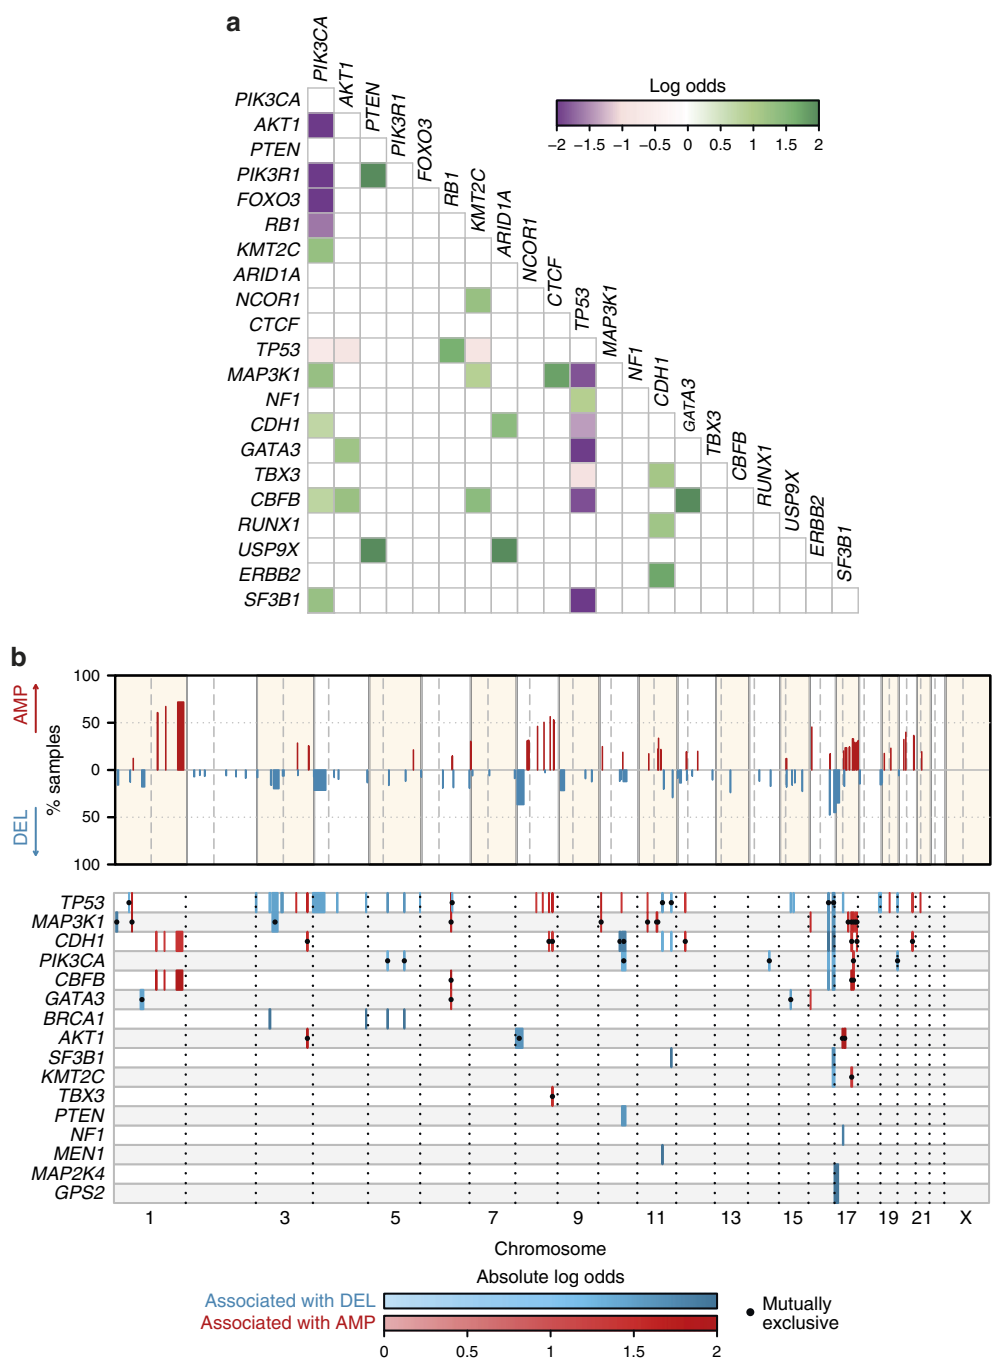 a
PIK3CA
AKT1
PTEN
PIK3R1
FOXO3
RB1
KMT2C
ARID1A
NCOR1
CTCF
TP53
MAP3K1
NF1
CDH1
GATA3
TBX3
CBFB
RUNX1
USP9X
ERBB2
SF3B1
Log odds
−2 −1.5 −1 −0.5 0 0.5 1 1.5 2
PIK3CA
AKT1
PTEN
PIK3R1
FOXO3
RB1
KMT2C
ARID1A
NCOR1
CTCF
TP53
MAP3K1
NF1
CDH1
GATA3
TBX3
CBFB
RUNX1
USP9X
ERBB2
SF3B1
b
AMP
DEL
% samples
100
50
0
50
100
TP53
MAP3K1
CDH1
PIK3CA
CBFB
GATA3
BRCA1
AKT1
SF3B1
KMT2C
TBX3
PTEN
NF1
MEN1
MAP2K4
GPS2
1 3 5 7 9 11 13 15 17 19 21 X
Chromosome
Absolute log odds
Associated with DEL
Associated with AMP
0 0.5 1 1.5 2
Mutually
exclusive